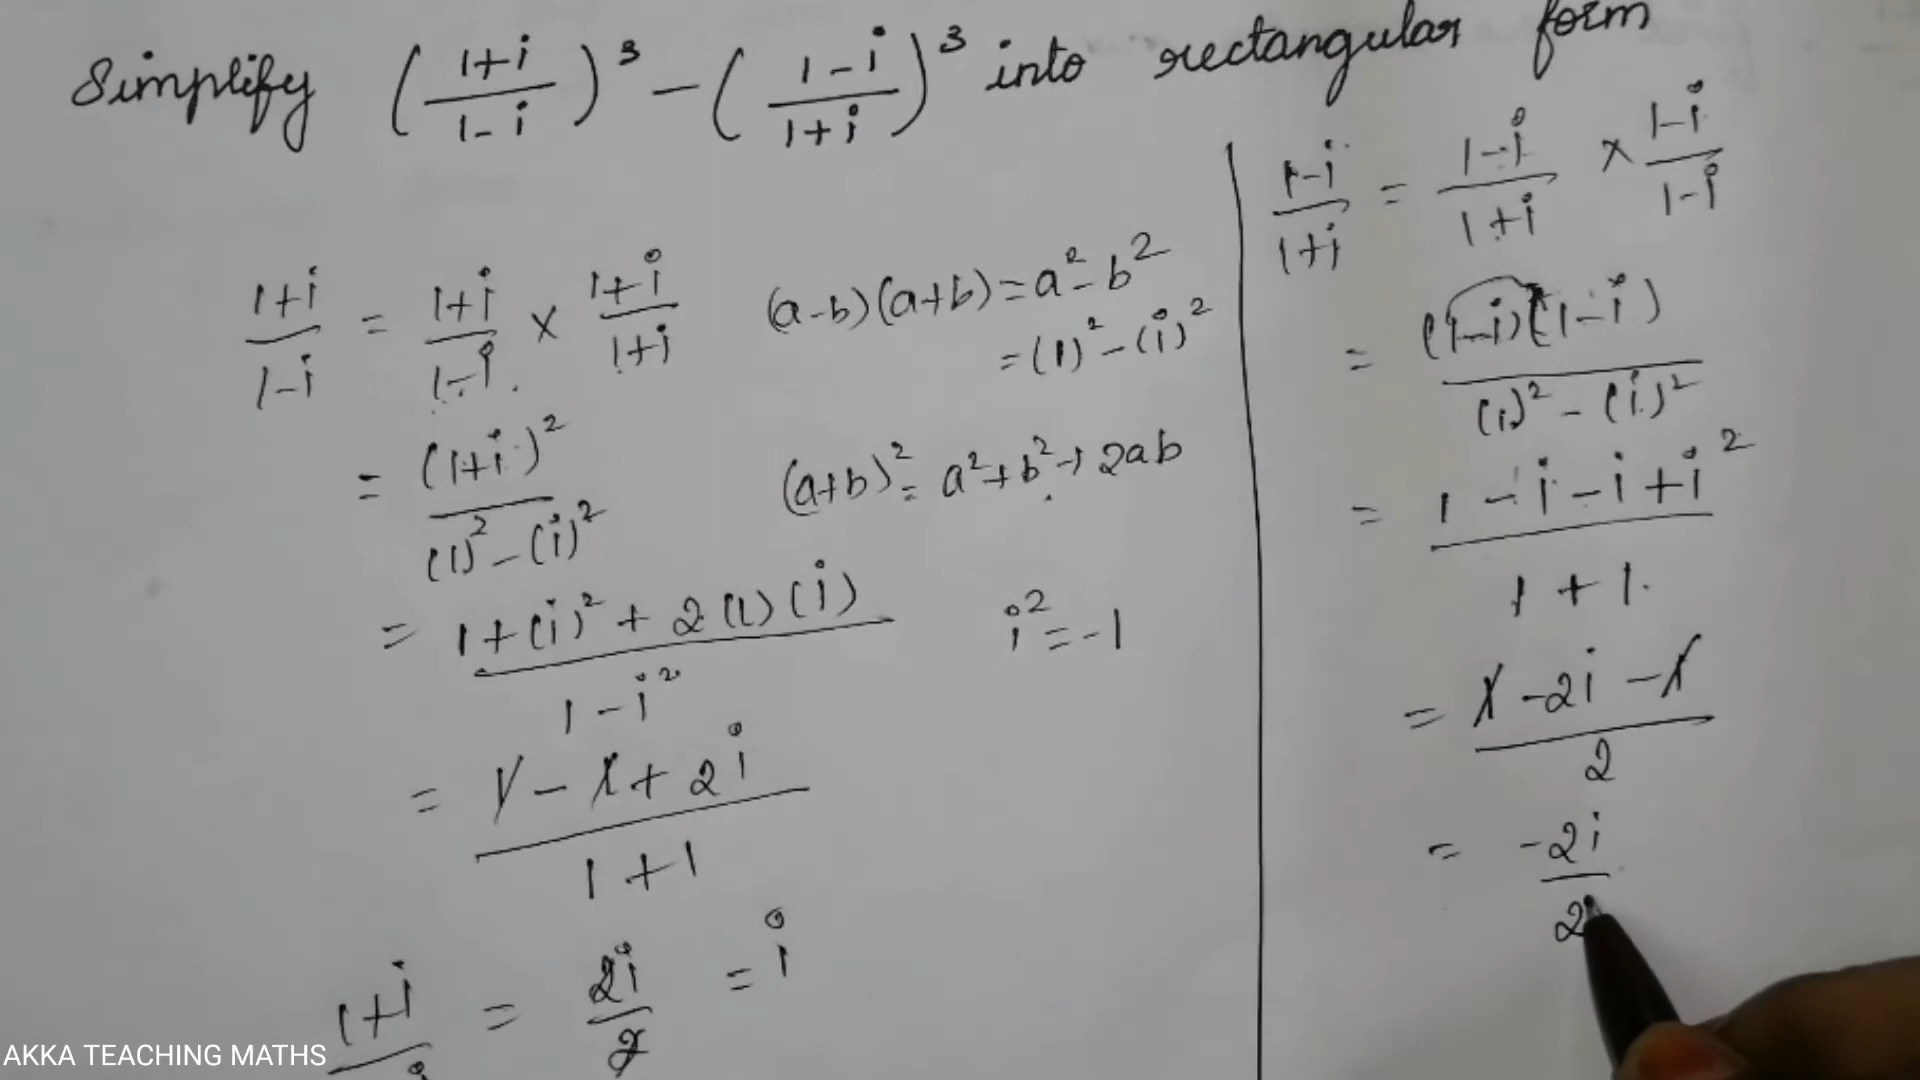 Simplify (1+i/1-i)³ - (1-i/1+i)³ into rectangular form
1+i/1-i = 1+i/1-i × 1+i/1+i
(a-b)(a+b) = a²-b²
= (1)² - (i)²
= (1+i)²/(1)² - (i)²
(a+b)² = a²+b²+2ab
= 1+(i)² + 2(1)(i)/1-i²
i² = -1
= 1 - 1 + 2i/1+1
1+i = 2i/2 = i
1-i/1+i = 1-i/1+i × 1-i/1-i
= (1-i)(1-i)/(1)² - (i)²
= 1 - i - i + i²/1+1.
= 1 - 2i - 1/2
= -2i/2
AKKA TEACHING MATHS